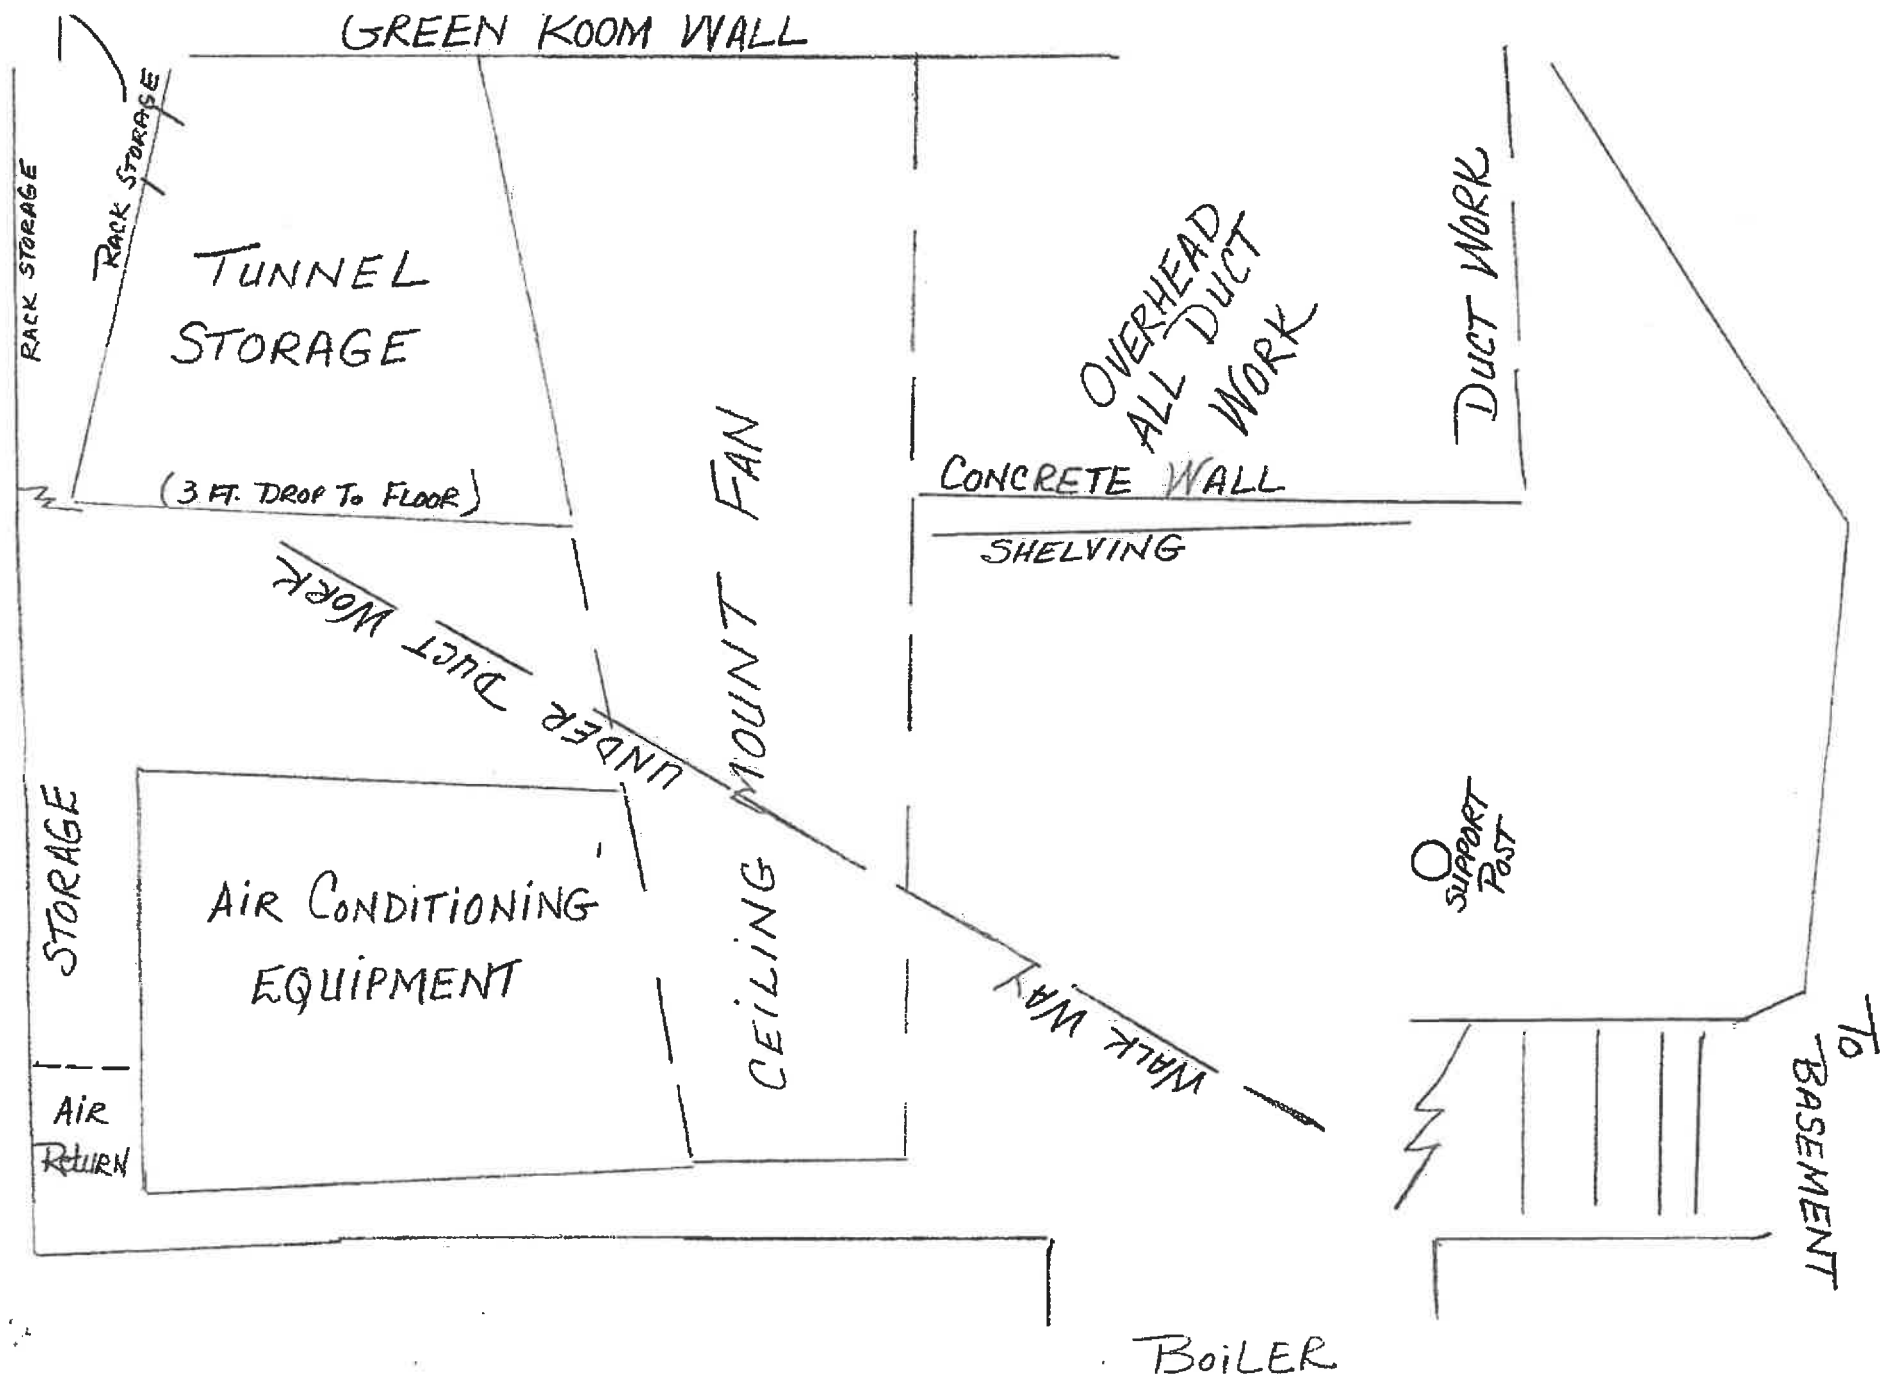 GREEN ROOM WALL
RACK STORAGE
RACK STORAGE
TUNNEL
STORAGE
(3 FT. DROP TO FLOOR)
OVERHEAD
ALL DUCT
WORK
DUCT WORK
CONCRETE WALL
SHELVING
CEILING MOUNT FAN
WALK WAY UNDER DUCT WORK
SUPPORT
POST
STORAGE
AIR CONDITIONING
EQUIPMENT
AIR
RETURN
TO
BASEMENT
BOILER